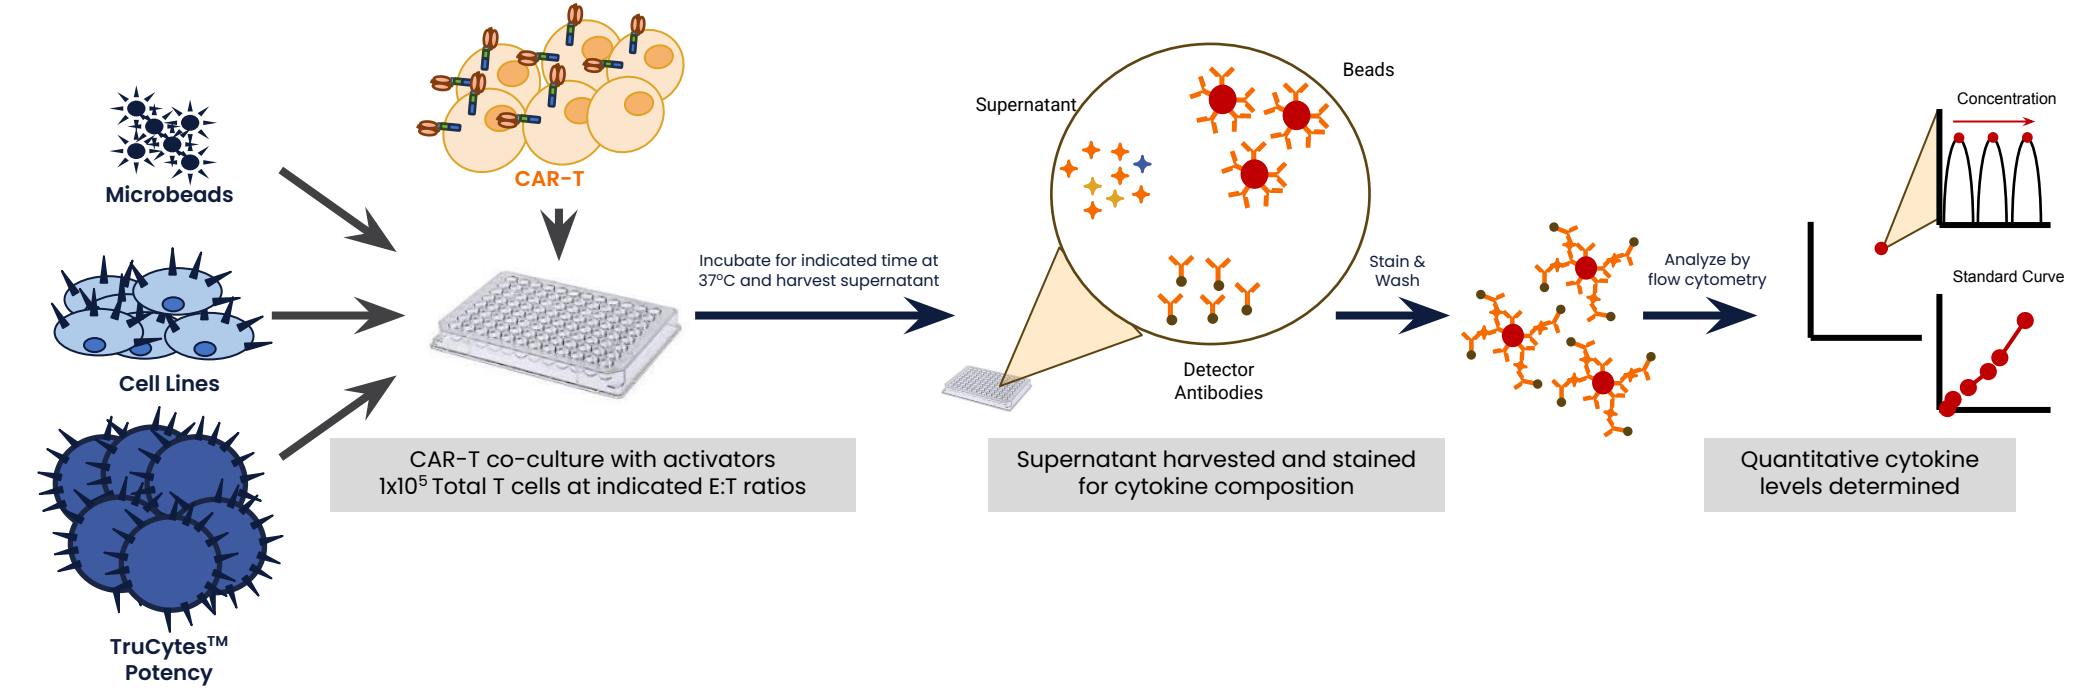 Microbeads
Cell Lines
TruCytes™
Potency
CAR-T
CAR-T co-culture with activators
1x10⁵ Total T cells at indicated E:T ratios
Incubate for indicated time at
37ºC and harvest supernatant
Supernatant
Beads
Detector
Antibodies
Supernatant harvested and stained
for cytokine composition
Stain &
Wash
Analyze by
flow cytometry
Concentration
Standard Curve
Quantitative cytokine
levels determined